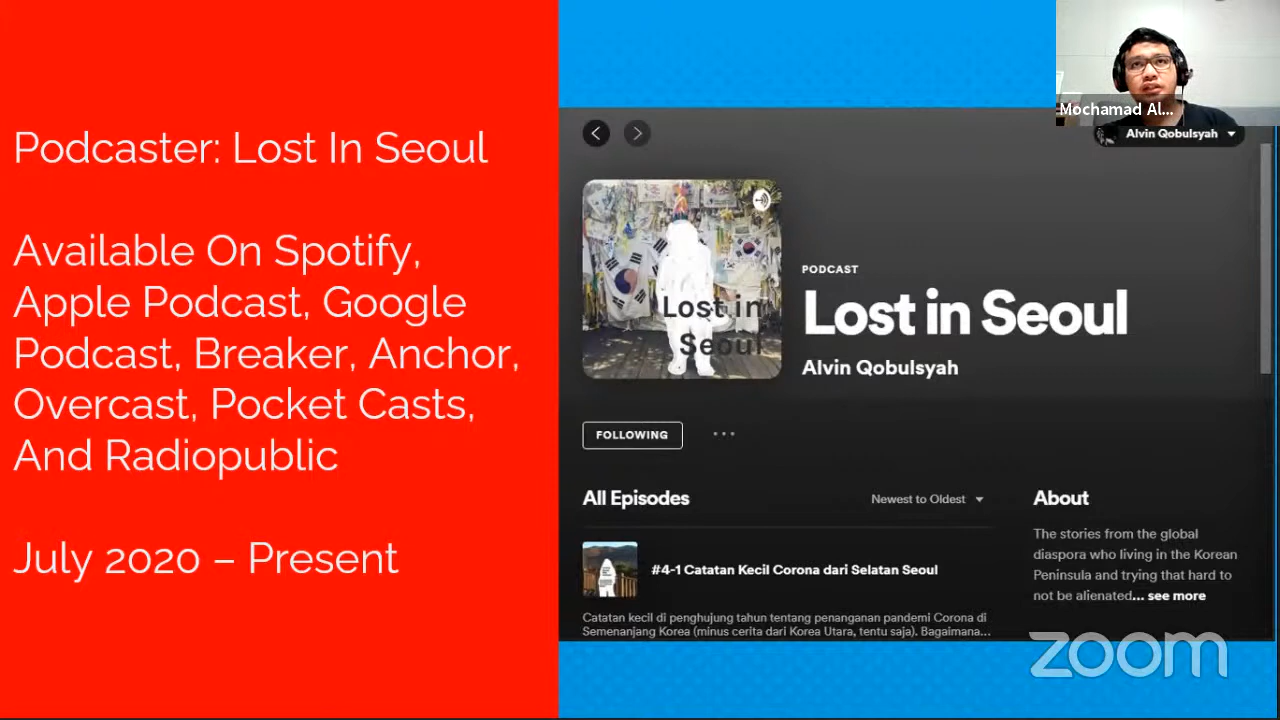 Podcaster: Lost In Seoul
Available On Spotify,
Apple Podcast, Google
Podcast, Breaker, Anchor,
Overcast, Pocket Casts,
And Radiopublic
July 2020 – Present
Mochamad Al...
Alvin Qobulsyah
Lost in
Seoul
PODCAST
Lost in Seoul
Alvin Qobulsyah
FOLLOWING
All Episodes
Newest to Oldest
#4-1 Catatan Kecil Corona dari Selatan Seoul
Catatan kecil di penghujung tahun tentang penanganan pandemi Corona di
Semenanjung Korea (minus cerita dari Korea Utara, tentu saja). Bagaimana...
About
The stories from the global
diaspora who living in the Korean
Peninsula and trying that hard to
not be alienated... see more
zoom